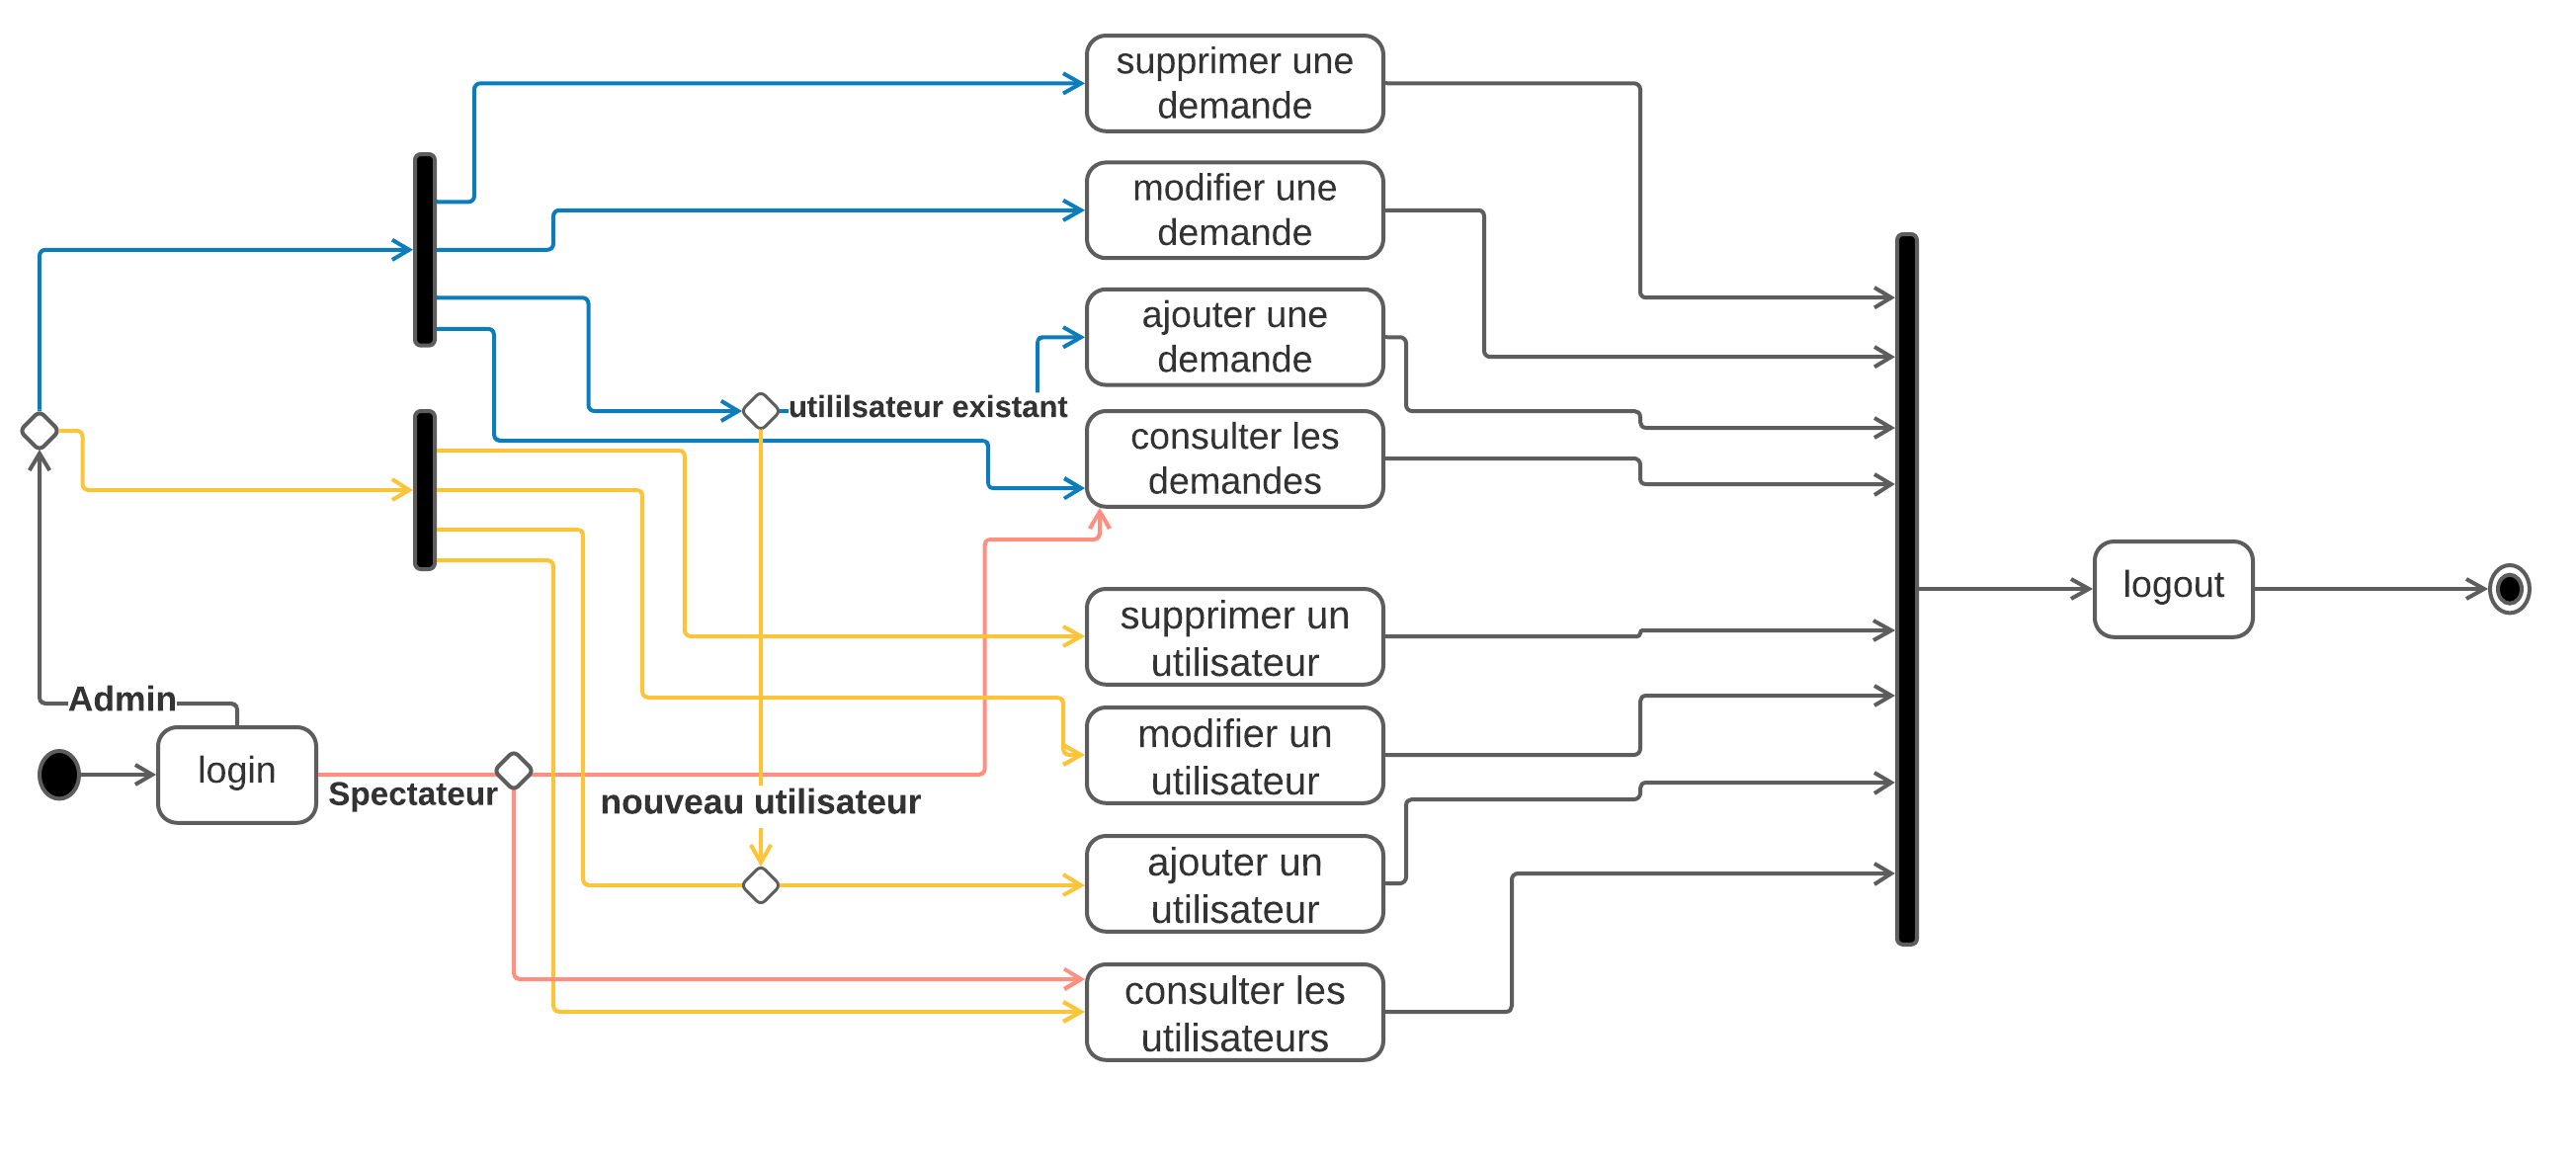 supprimer une
demande
modifier une
demande
ajouter une
demande
utililsateur existant
consulter les
demandes
supprimer un
utilisateur
logout
Admin
login
Spectateur
modifier un
utilisateur
nouveau utilisateur
ajouter un
utilisateur
consulter les
utilisateurs